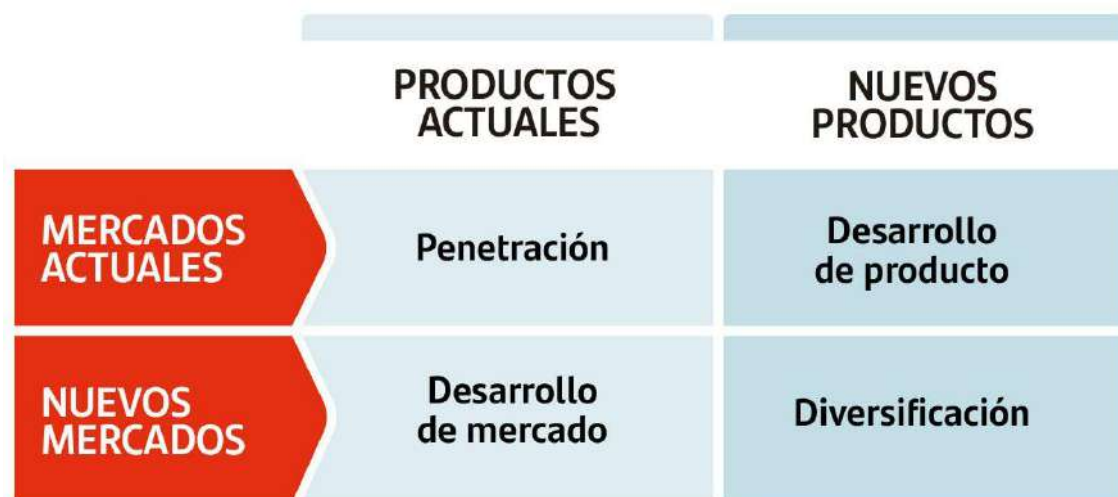 PRODUCTOS
ACTUALES
NUEVOS
PRODUCTOS
MERCADOS
ACTUALES
Penetración
Desarrollo
de producto
NUEVOS
MERCADOS
Desarrollo
de mercado
Diversificación